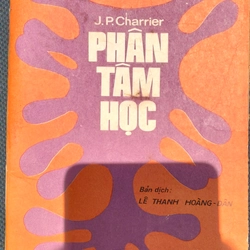 J.P. Charrier
PHÂN
TÂM
HỌC
Bản dịch:
LÊ THANH HOÀNG-DÂN